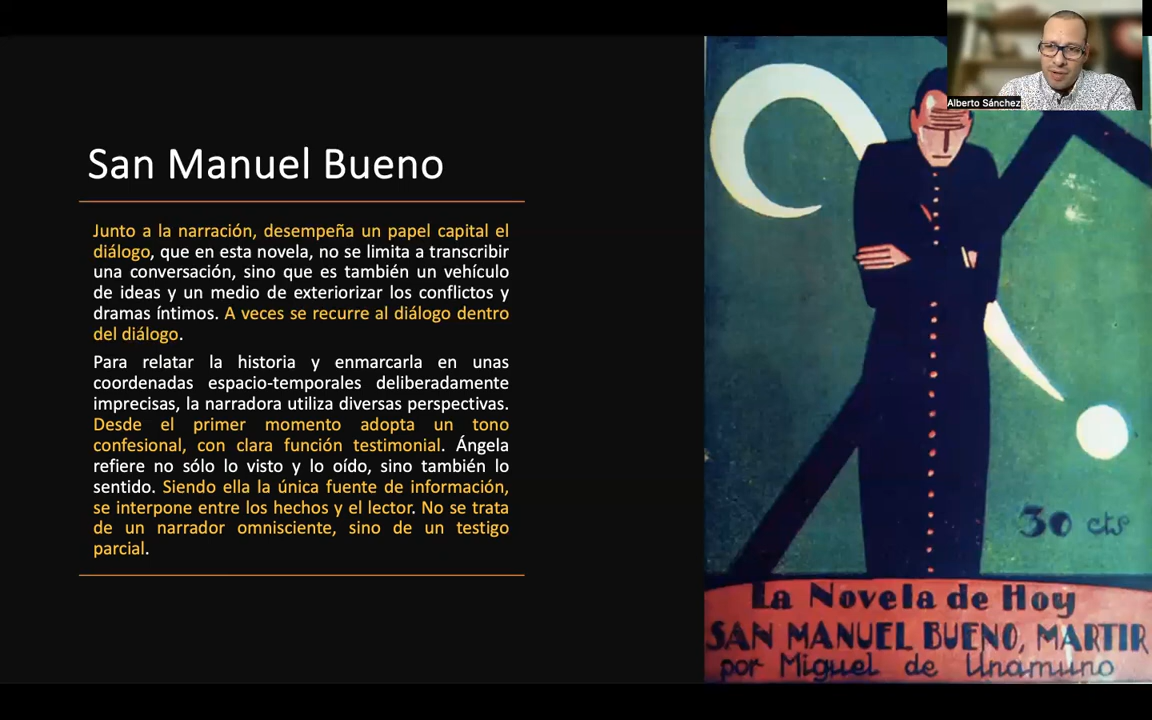 Alberto Sánchez
San Manuel Bueno
Junto a la narración, desempeña un papel capital el
diálogo, que en esta novela, no se limita a transcribir
una conversación, sino que es también un vehículo
de ideas y un medio de exteriorizar los conflictos y
dramas íntimos. A veces se recurre al diálogo dentro
del diálogo.
Para relatar la historia y enmarcarla en unas
coordenadas espacio-temporales deliberadamente
imprecisas, la narradora utiliza diversas perspectivas.
Desde el primer momento adopta un tono
confesional, con clara función testimonial. Ángela
refiere no sólo lo visto y lo oído, sino también lo
sentido. Siendo ella la única fuente de información,
se interpone entre los hechos y el lector. No se trata
de un narrador omnisciente, sino de un testigo
parcial.
30 cts
La Novela de Hoy
SAN MANUEL BUENO, MARTIR
por Miguel de Unamuno